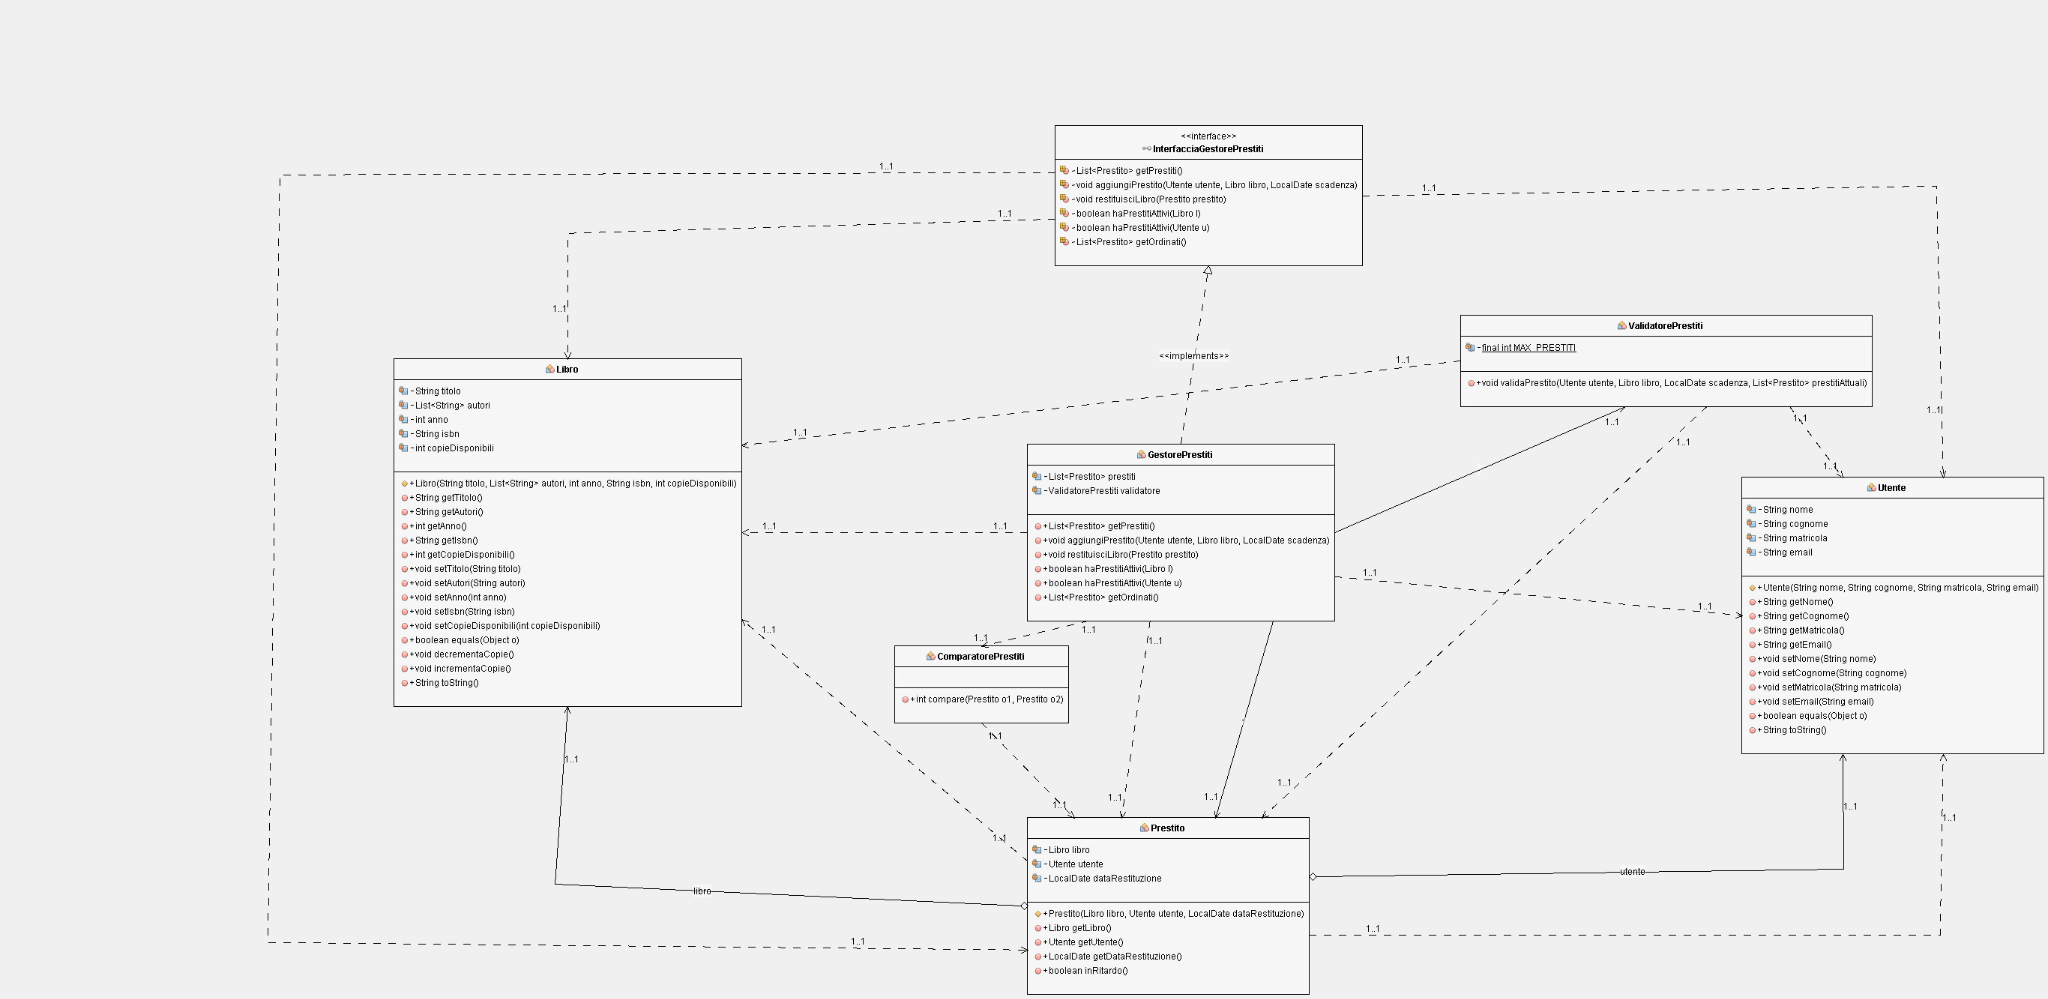 <<interface>>
InterfacciaGestorePrestiti
~List<Prestito> getPrestiti()
~void aggiungiPrestito(Utente utente, Libro libro, LocalDate scadenza)
~void restituisciLibro(Prestito prestito)
~boolean haPrestitiAttivi(Libro l)
~boolean haPrestitiAttivi(Utente u)
~List<Prestito> getOrdinati()
1..1
1..1
1..1
1..1
1..1
<<implements>>
ValidatorePrestiti
-final int MAX_PRESTITI
+void validaPrestito(Utente utente, Libro libro, LocalDate scadenza, List<Prestito> prestitiAttuali)
1..1
1..1
1..1
1..1
1..1
1..1
Libro
-String titolo
-List<String> autori
-int anno
-String isbn
-int copieDisponibili
+Libro(String titolo, List<String> autori, int anno, String isbn, int copieDisponibili)
+String getTitolo()
+String getAutori()
+int getAnno()
+String getIsbn()
+int getCopieDisponibili()
+void setTitolo(String titolo)
+void setAutori(String autori)
+void setAnno(int anno)
+void setIsbn(String isbn)
+void setCopieDisponibili(int copieDisponibili)
+boolean equals(Object o)
+void decrementaCopie()
+void incrementaCopie()
+String toString()
GestorePrestiti
-List<Prestito> prestiti
-ValidatorePrestiti validatore
+List<Prestito> getPrestiti()
+void aggiungiPrestito(Utente utente, Libro libro, LocalDate scadenza)
+void restituisciLibro(Prestito prestito)
+boolean haPrestitiAttivi(Libro l)
+boolean haPrestitiAttivi(Utente u)
+List<Prestito> getOrdinati()
1..1
1..1
1..1
1..1
Utente
-String nome
-String cognome
-String matricola
-String email
+Utente(String nome, String cognome, String matricola, String email)
+String getNome()
+String getCognome()
+String getMatricola()
+String getEmail()
+void setNome(String nome)
+void setCognome(String cognome)
+void setMatricola(String matricola)
+void setEmail(String email)
+boolean equals(Object o)
+String toString()
1..1
1..1
1..1
1..1
ComparatorePrestiti
+int compare(Prestito o1, Prestito o2)
1..1
1..1
1..1
1..1
1..1
1..1
1..1
1..1
1..1
Prestito
-Libro libro
-Utente utente
-LocalDate dataRestituzione
+Prestito(Libro libro, Utente utente, LocalDate dataRestituzione)
+Libro getLibro()
+Utente getUtente()
+LocalDate getDataRestituzione()
+boolean inRitardo()
libro
utente
1..1
1..1